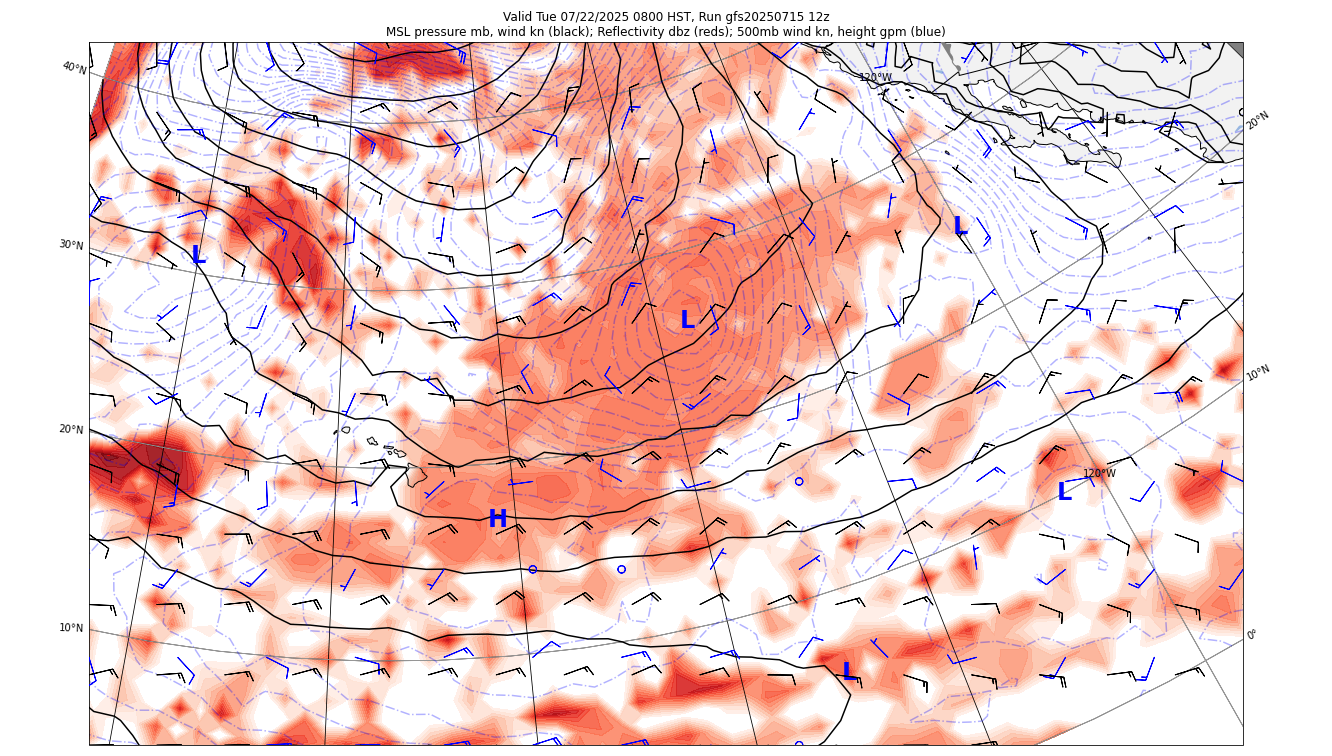 Valid Tue 07/22/2025 0800 HST, Run gfs20250715 12z
MSL pressure mb, wind kn (black); Reflectivity dbz (reds); 500mb wind kn, height gpm (blue)
40°N
120°W
20°N
L
L
30°N
L
10°N
20°N
120°W
L
H
10°N
0°
L